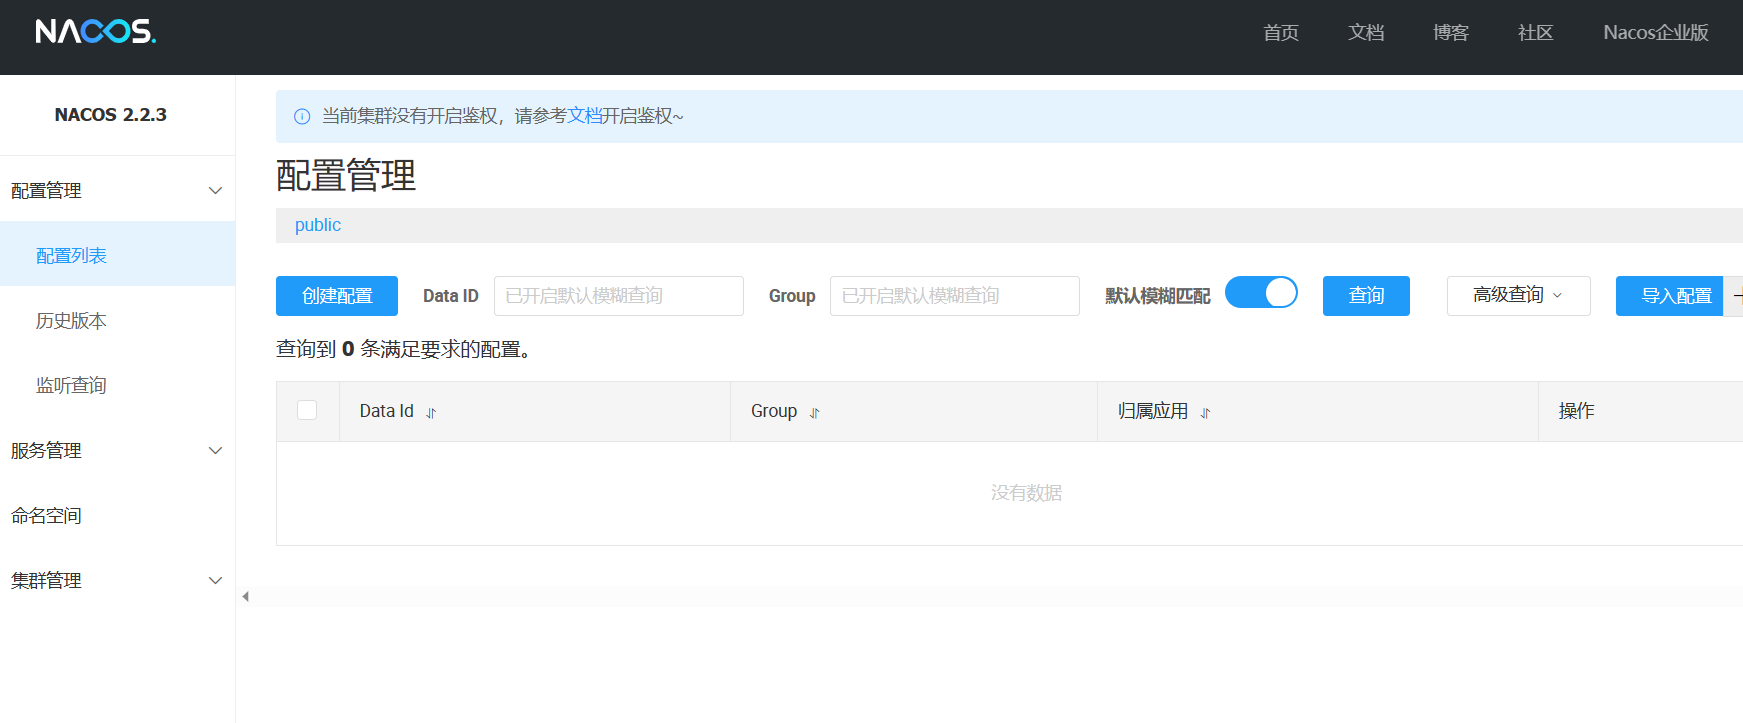 NACOS.
首页 文档 博客 社区 Nacos企业版
NACOS 2.2.3
配置管理
配置列表
历史版本
监听查询
服务管理
命名空间
集群管理
当前集群没有开启鉴权，请参考文档开启鉴权~
配置管理
public
创建配置 Data ID 已开启默认模糊查询 Group 已开启默认模糊查询 默认模糊匹配 查询 高级查询 导入配置
查询到 0 条满足要求的配置。
Data Id Group 归属应用 操作
没有数据